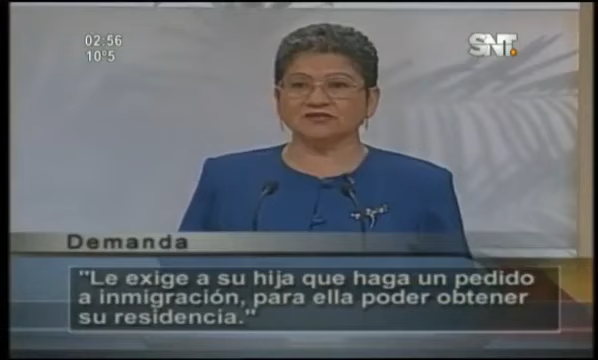 02:56
10°5
SNT.
Demanda
"Le exige a su hija que haga un pedido
a inmigración, para ella poder obtener
su residencia."